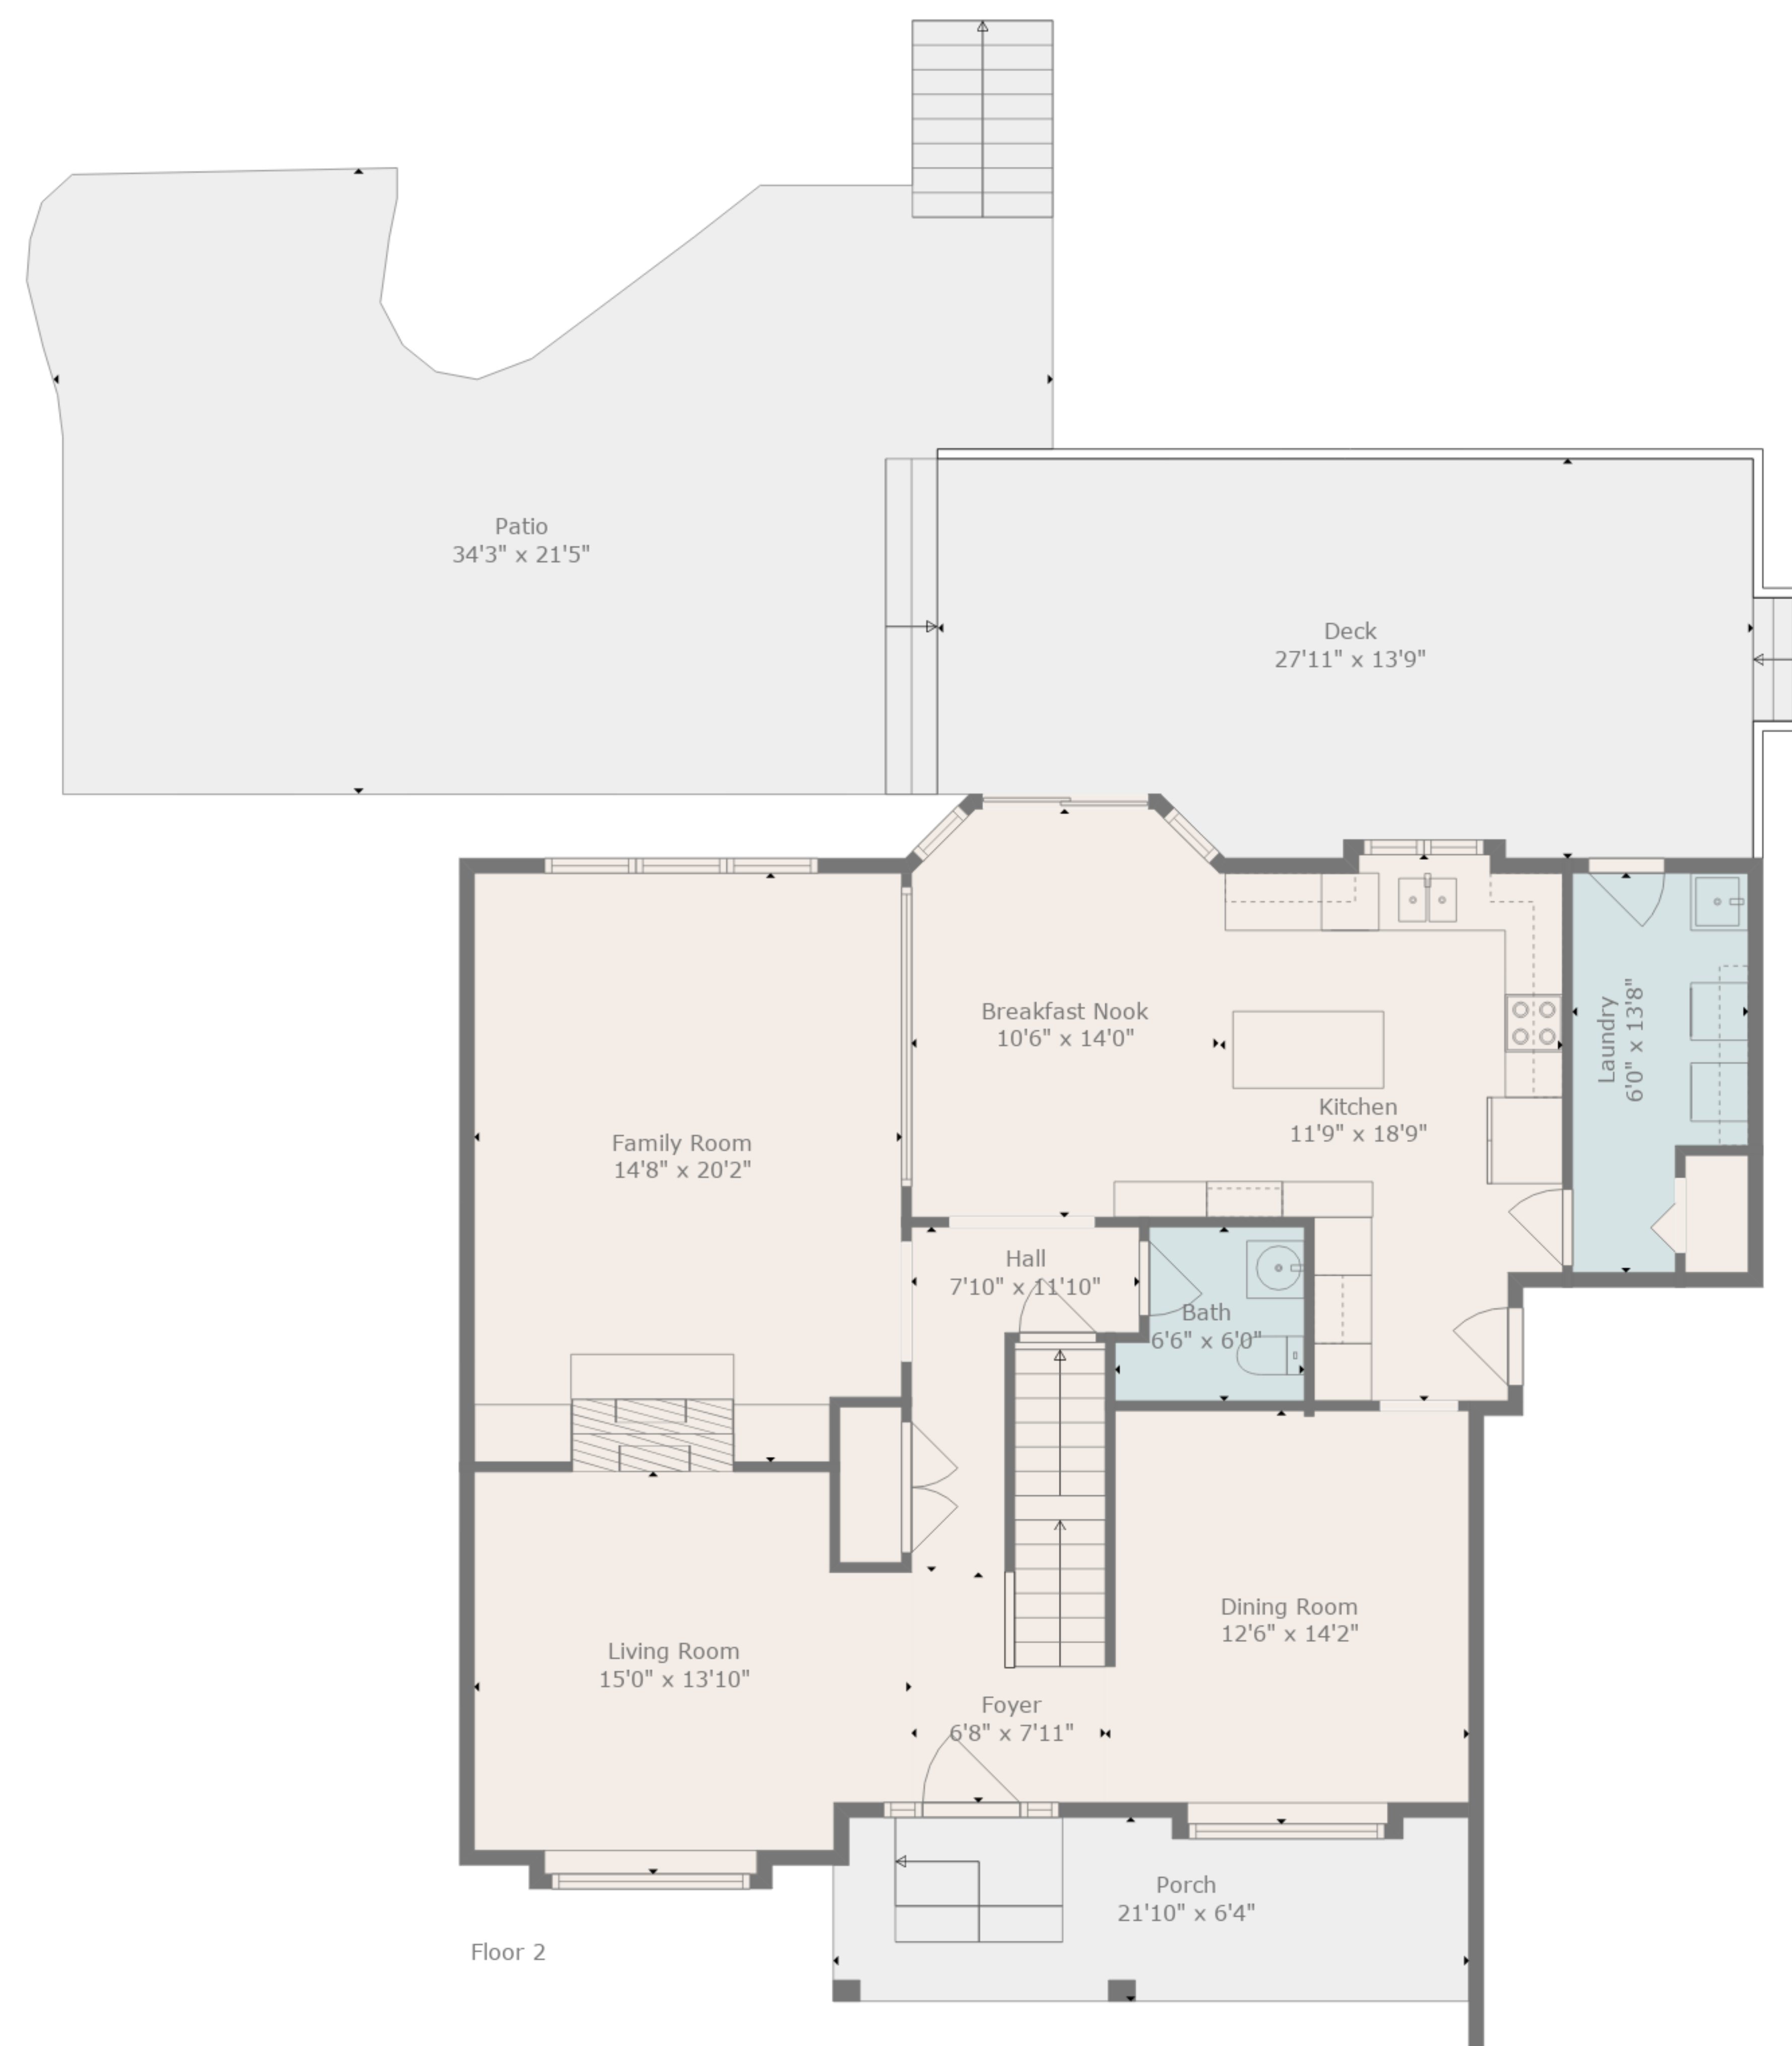 Patio
34'3" x 21'5"
Deck
27'11" x 13'9"
Breakfast Nook
10'6" x 14'0"
Laundry
6'0" x 13'8"
Kitchen
11'9" x 18'9"
Family Room
14'8" x 20'2"
Hall
7'10" x 11'10"
Bath
6'6" x 6'0"
Dining Room
12'6" x 14'2"
Living Room
15'0" x 13'10"
Foyer
6'8" x 7'11"
Porch
21'10" x 6'4"
Floor 2